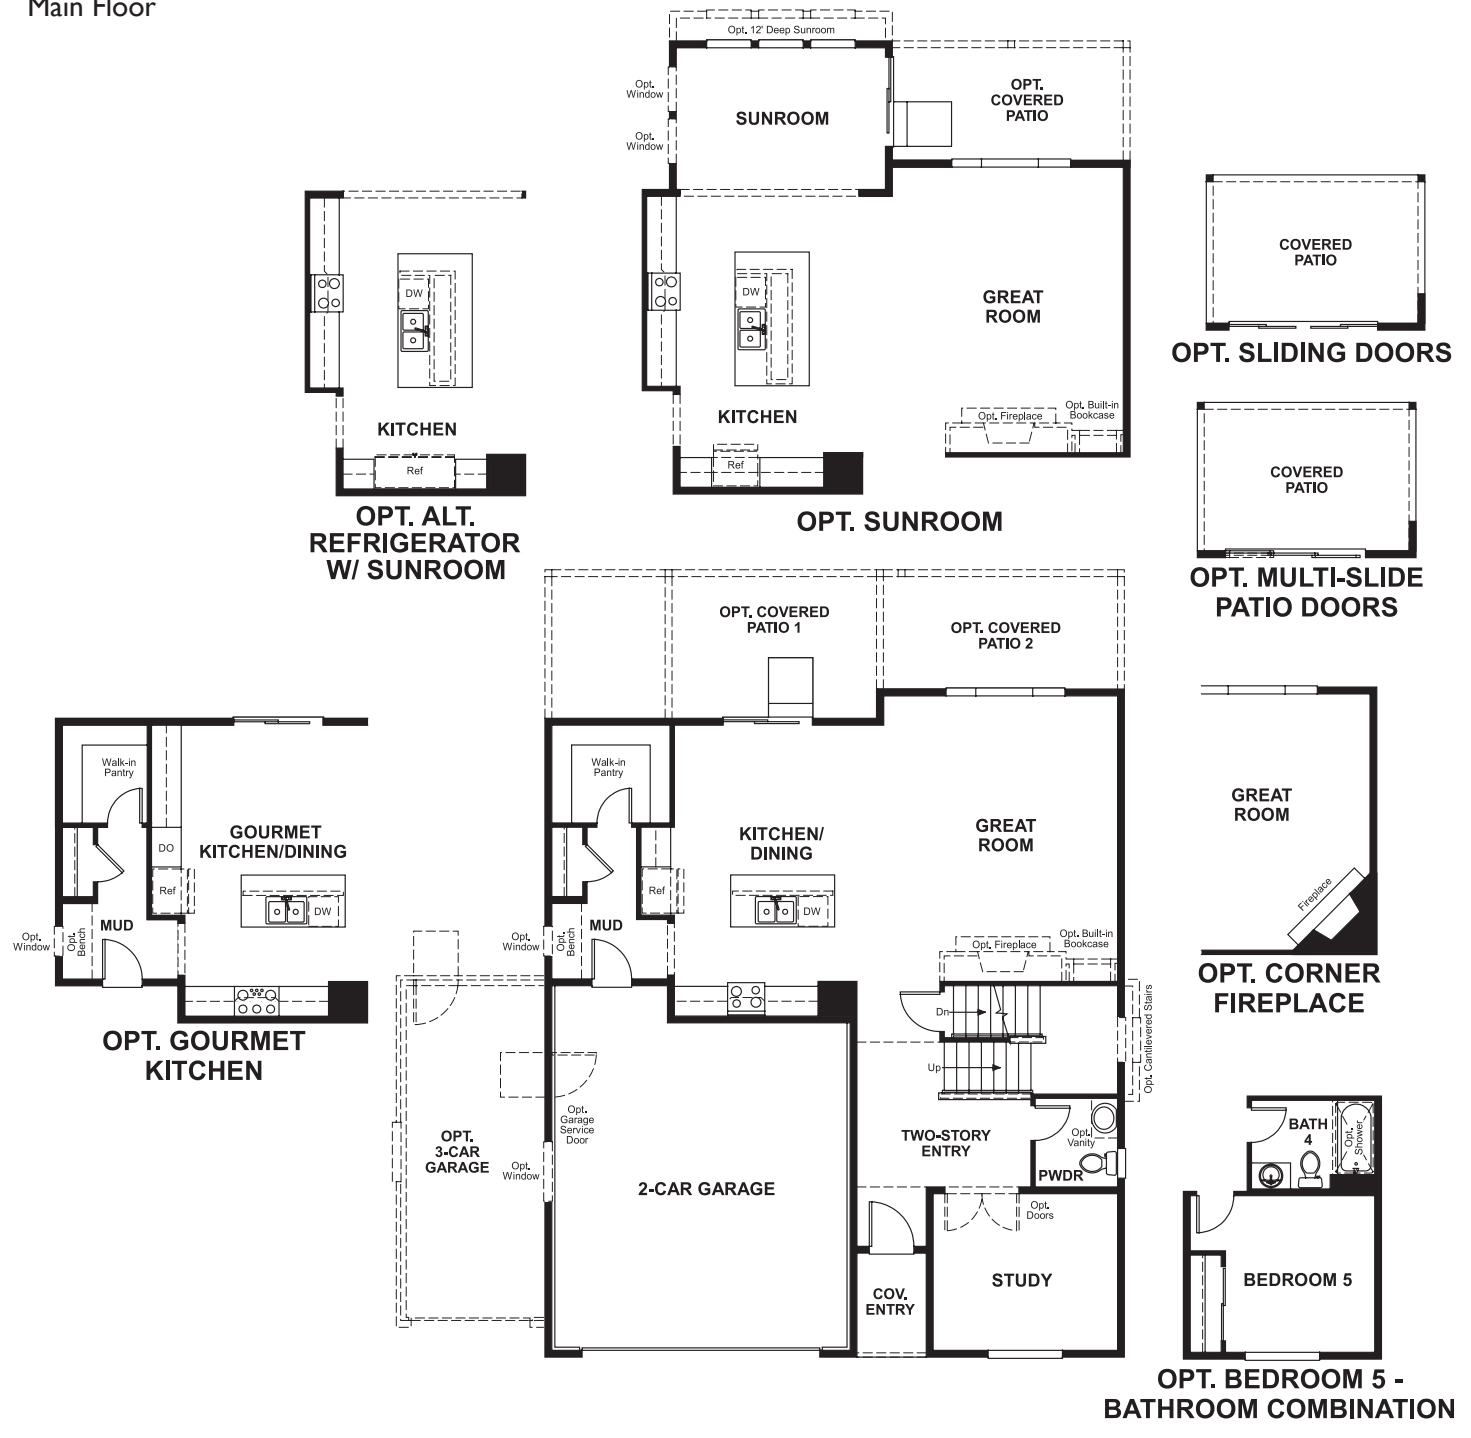 Main Floor
Opt. 12' Deep Sunroom
Opt.
Window
Opt.
Window
SUNROOM
OPT.
COVERED
PATIO
DW
KITCHEN
Ref
OPT. ALT.
REFRIGERATOR
W/ SUNROOM
DW
KITCHEN
Ref
GREAT
ROOM
Opt. Fireplace
Opt. Built-in
Bookcase
OPT. SUNROOM
COVERED
PATIO
OPT. SLIDING DOORS
COVERED
PATIO
OPT. MULTI-SLIDE
PATIO DOORS
OPT. COVERED
PATIO 1
OPT. COVERED
PATIO 2
Walk-in
Pantry
GOURMET
KITCHEN/DINING
DO
Ref
DW
MUD
Opt.
Window
Opt.
Bench
OPT. GOURMET
KITCHEN
Walk-in
Pantry
KITCHEN/
DINING
GREAT
ROOM
Ref
DW
MUD
Opt.
Window
Opt.
Bench
Opt. Fireplace
Opt. Built-in
Bookcase
Dn
Up
Opt. Cantilevered Stairs
GREAT
ROOM
Fireplace
OPT. CORNER
FIREPLACE
OPT.
3-CAR
GARAGE
Opt.
Garage
Service
Door
Opt.
Window
2-CAR GARAGE
TWO-STORY
ENTRY
Opt.
Vanity
PWDR
Opt.
Doors
STUDY
COV.
ENTRY
BATH
4
Opt.
Shower
BEDROOM 5
OPT. BEDROOM 5 -
BATHROOM COMBINATION